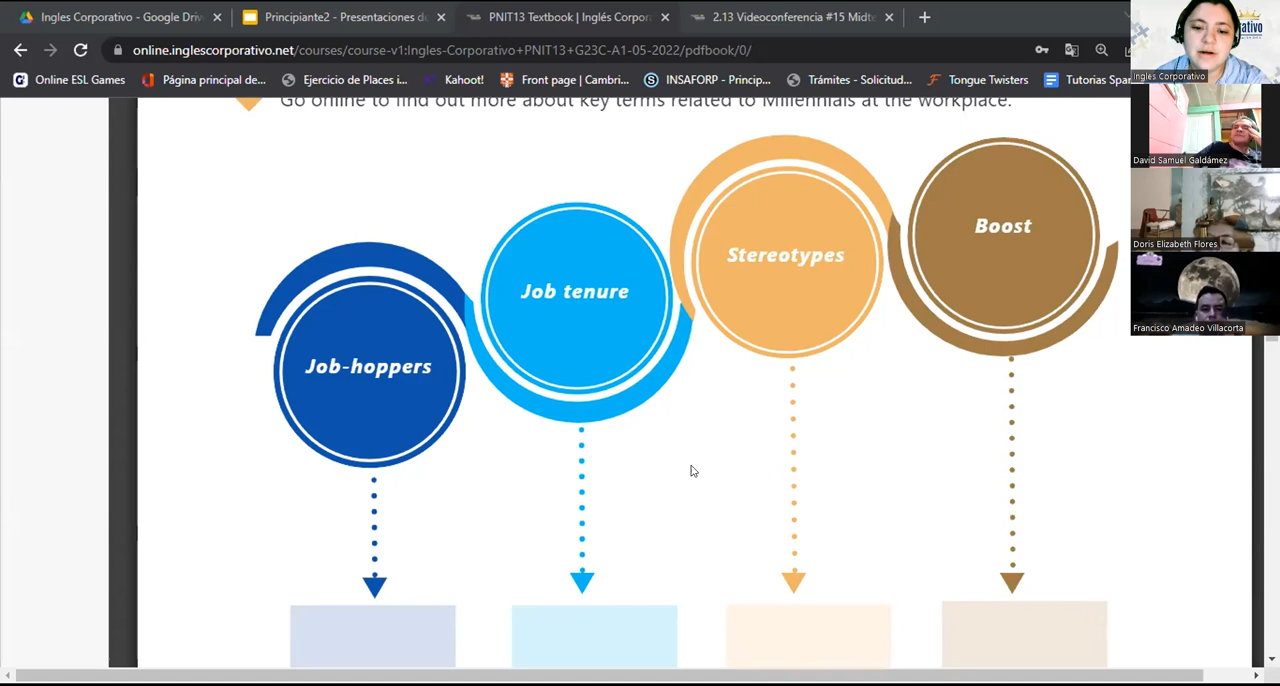 Ingles Corporativo - Google Driv
Principiante2 - Presentaciones de
PNIT13 Textbook | Inglés Corpor
2.13 Videoconferencia #15 Midte
online.inglescorporativo.net/courses/course-v1:Ingles-Corporativo+PNIT13+G23C-A1-05-2022/pdfbook/0/
Online ESL Games
Página principal de...
Ejercicio de Places i...
Kahoot!
Front page | Cambri...
INSAFORP - Princip...
Trámites - Solicitud...
Tongue Twisters
Tutorias Spar
Go online to find out more about key terms related to Millennials at the workplace.
Job-hoppers
Job tenure
Stereotypes
Boost
Ingles Corporativo
David Samuel Galdámez
Doris Elizabeth Flores
Francisco Amadeo Villacorta